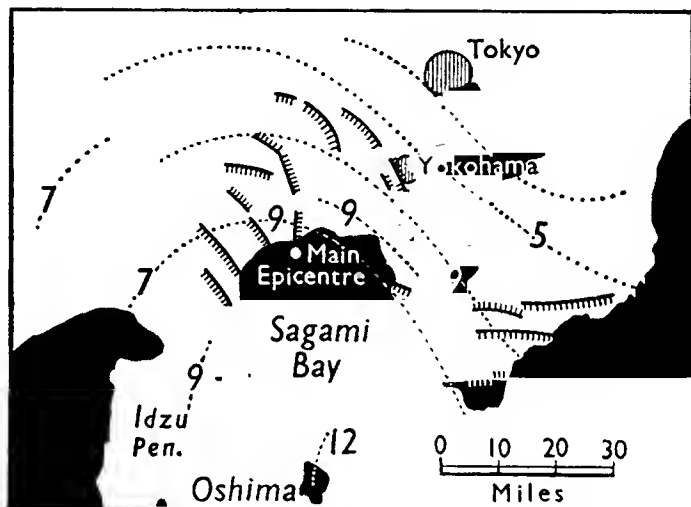 Tokyo
Yokohama
7
9
9
5
Main
Epicentre
7
9
Sagami
Bay
9
Idzu
Pen.
12
0 10 20 30
Miles
Oshima